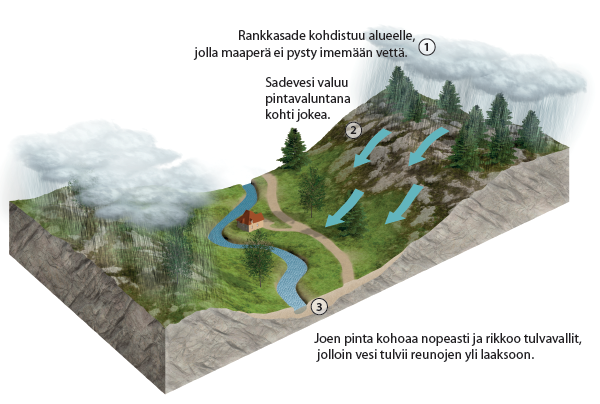 Rankkasade kohdistuu alueelle,
jolla maaperä ei pysty imemään vettä.
1
Sadevesi valuu
pintavaluntana
kohti jokea.
2
3
Joen pinta kohoaa nopeasti ja rikkoo tulvavallit,
jolloin vesi tulvii reunojen yli laaksoon.